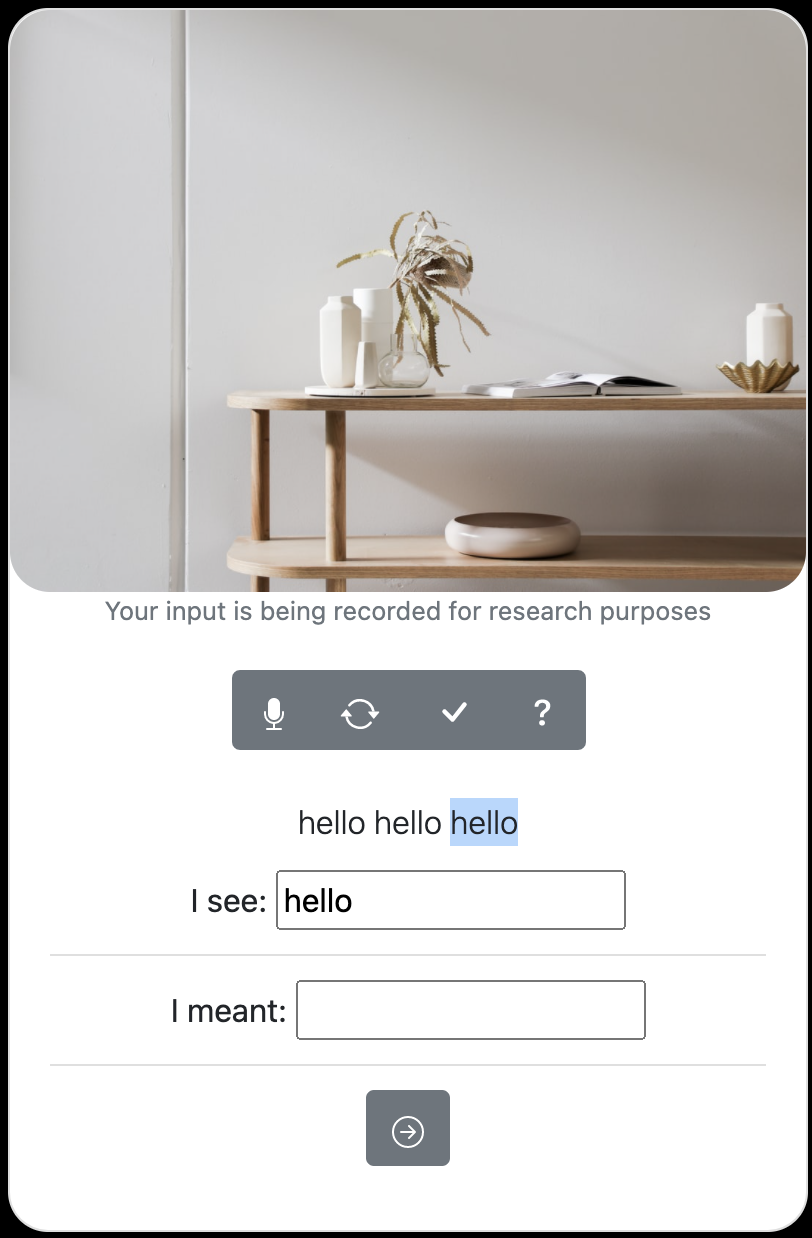 Your input is being recorded for research purposes
?
hello hello hello
I see: hello
I meant: